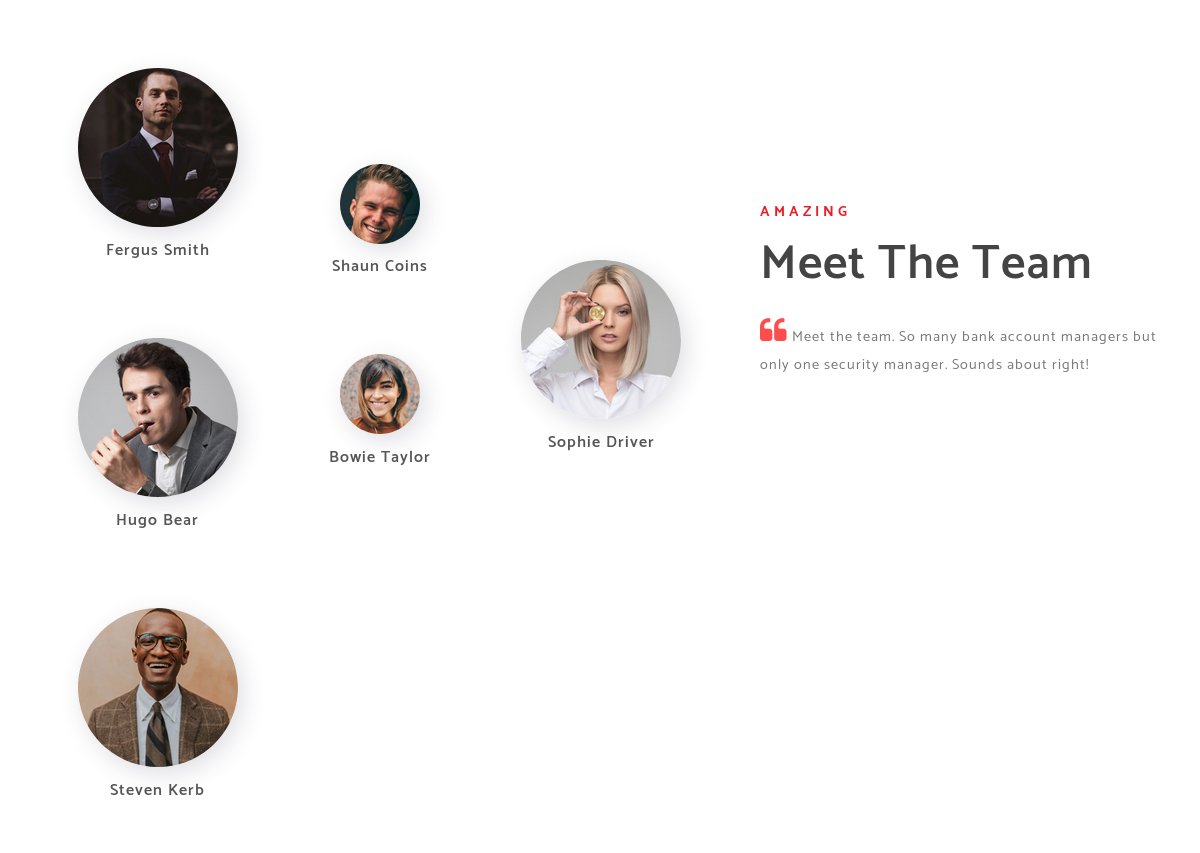 Fergus Smith
Shaun Coins
Hugo Bear
Bowie Taylor
Steven Kerb
Sophie Driver
AMAZING
Meet The Team
❝ Meet the team. So many bank account managers but
only one security manager. Sounds about right!